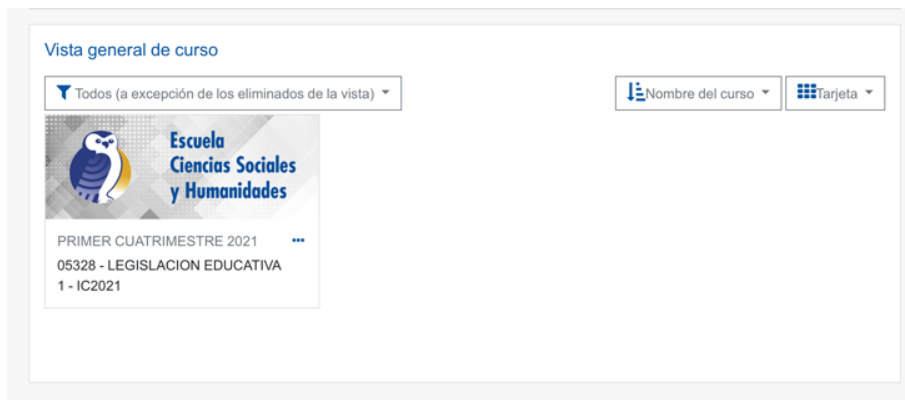 Vista general de curso
Todos (a excepción de los eliminados de la vista)
Nombre del curso
Tarjeta
Escuela
Ciencias Sociales
y Humanidades
PRIMER CUATRIMESTRE 2021
05328 - LEGISLACION EDUCATIVA
1 - IC2021